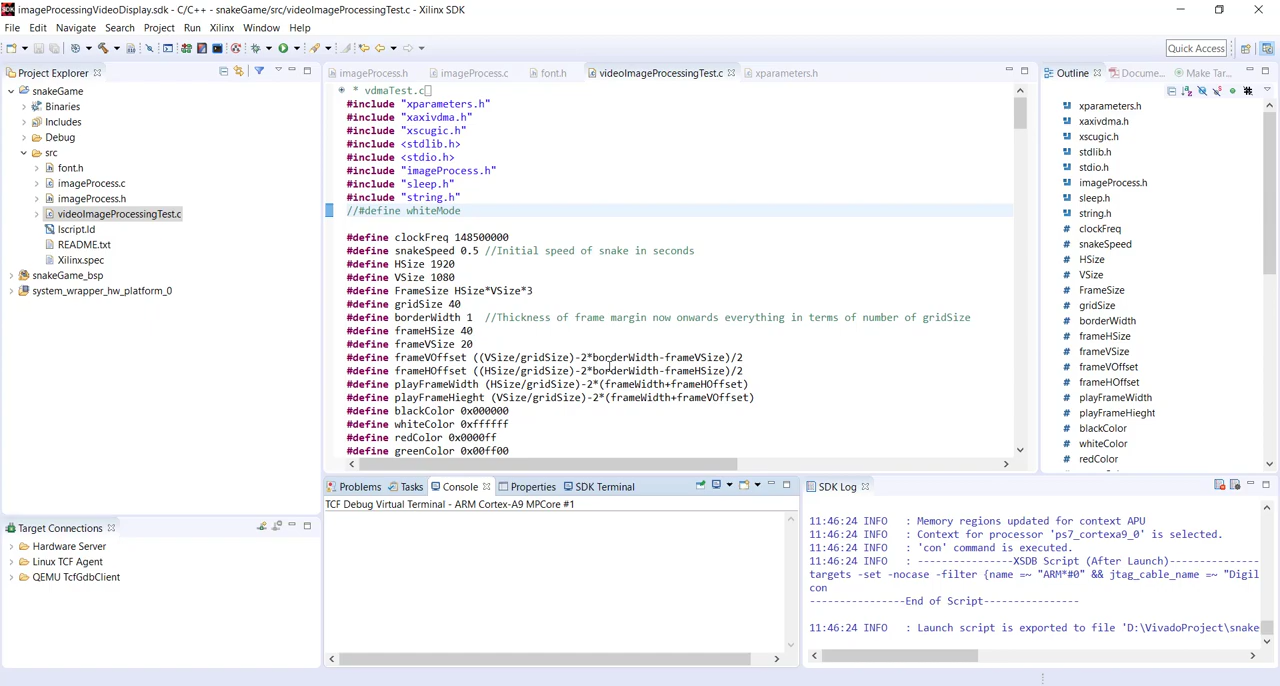 imageProcessingVideoDisplay.sdk - C/C++ - snakeGame/src/videoImageProcessingTest.c - Xilinx SDK
File Edit Navigate Search Project Run Xilinx Window Help
Quick Access
Project Explorer
snakeGame
Binaries
Includes
Debug
src
font.h
imageProcess.c
imageProcess.h
videoImageProcessingTest.c
lscript.ld
README.txt
Xilinx.spec
snakeGame_bsp
system_wrapper_hw_platform_0
imageProcess.h imageProcess.c font.h videoImageProcessingTest.c xparameters.h
* vdmaTest.c
#include "xparameters.h"
#include "xaxivdma.h"
#include "xscugic.h"
#include <stdlib.h>
#include <stdio.h>
#include "imageProcess.h"
#include "sleep.h"
#include "string.h"
//#define whiteMode
#define clockFreq 148500000
#define snakeSpeed 0.5 //Initial speed of snake in seconds
#define HSize 1920
#define VSize 1080
#define FrameSize HSize*VSize*3
#define gridSize 40
#define borderWidth 1 //Thickness of frame margin now onwards everything in terms of number of gridSize
#define frameHSize 40
#define frameVSize 20
#define frameVOffset ((VSize/gridSize)-2*borderWidth-frameVSize)/2
#define frameHOffset ((HSize/gridSize)-2*borderWidth-frameHSize)/2
#define playFrameWidth (HSize/gridSize)-2*(frameWidth+frameHOffset)
#define playFrameHieght (VSize/gridSize)-2*(frameWidth+frameVOffset)
#define blackColor 0x000000
#define whiteColor 0xffffff
#define redColor 0x0000ff
#define greenColor 0x00ff00
Outline Docume... Make Tar...
xparameters.h
xaxivdma.h
xscugic.h
stdlib.h
stdio.h
imageProcess.h
sleep.h
string.h
clockFreq
snakeSpeed
HSize
VSize
FrameSize
gridSize
borderWidth
frameHSize
frameVSize
frameVOffset
frameHOffset
playFrameWidth
playFrameHieght
blackColor
whiteColor
redColor
Target Connections
Hardware Server
Linux TCF Agent
QEMU TcfGdbClient
Problems Tasks Console Properties SDK Terminal
TCF Debug Virtual Terminal - ARM Cortex-A9 MPCore #1
SDK Log
11:46:24 INFO : Memory regions updated for context APU
11:46:24 INFO : Context for processor 'ps7_cortexa9_0' is selected.
11:46:24 INFO : 'con' command is executed.
11:46:24 INFO : ---------------XSDB Script (After Launch)---------------
targets -set -nocase -filter {name =~ "ARM*#0" && jtag_cable_name =~ "Digil
con
----------------End of Script----------------
11:46:24 INFO : Launch script is exported to file 'D:\VivadoProject\snake